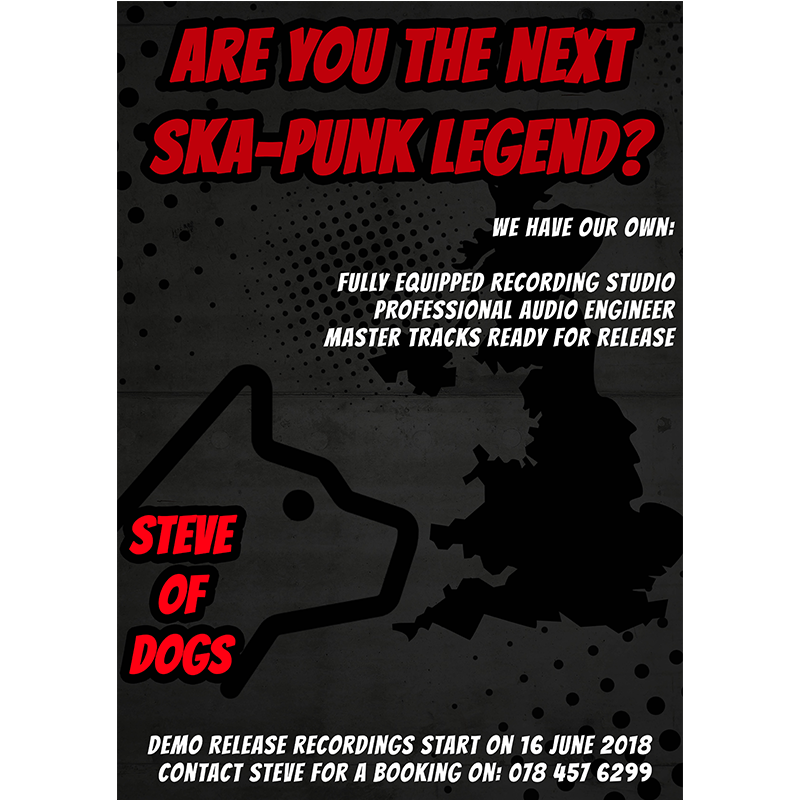 ARE YOU THE NEXT
SKA-PUNK LEGEND?
WE HAVE OUR OWN:
FULLY EQUIPPED RECORDING STUDIO
PROFESSIONAL AUDIO ENGINEER
MASTER TRACKS READY FOR RELEASE
STEVE
OF
DOGS
DEMO RELEASE RECORDINGS START ON 16 JUNE 2018
CONTACT STEVE FOR A BOOKING ON: 078 457 6299